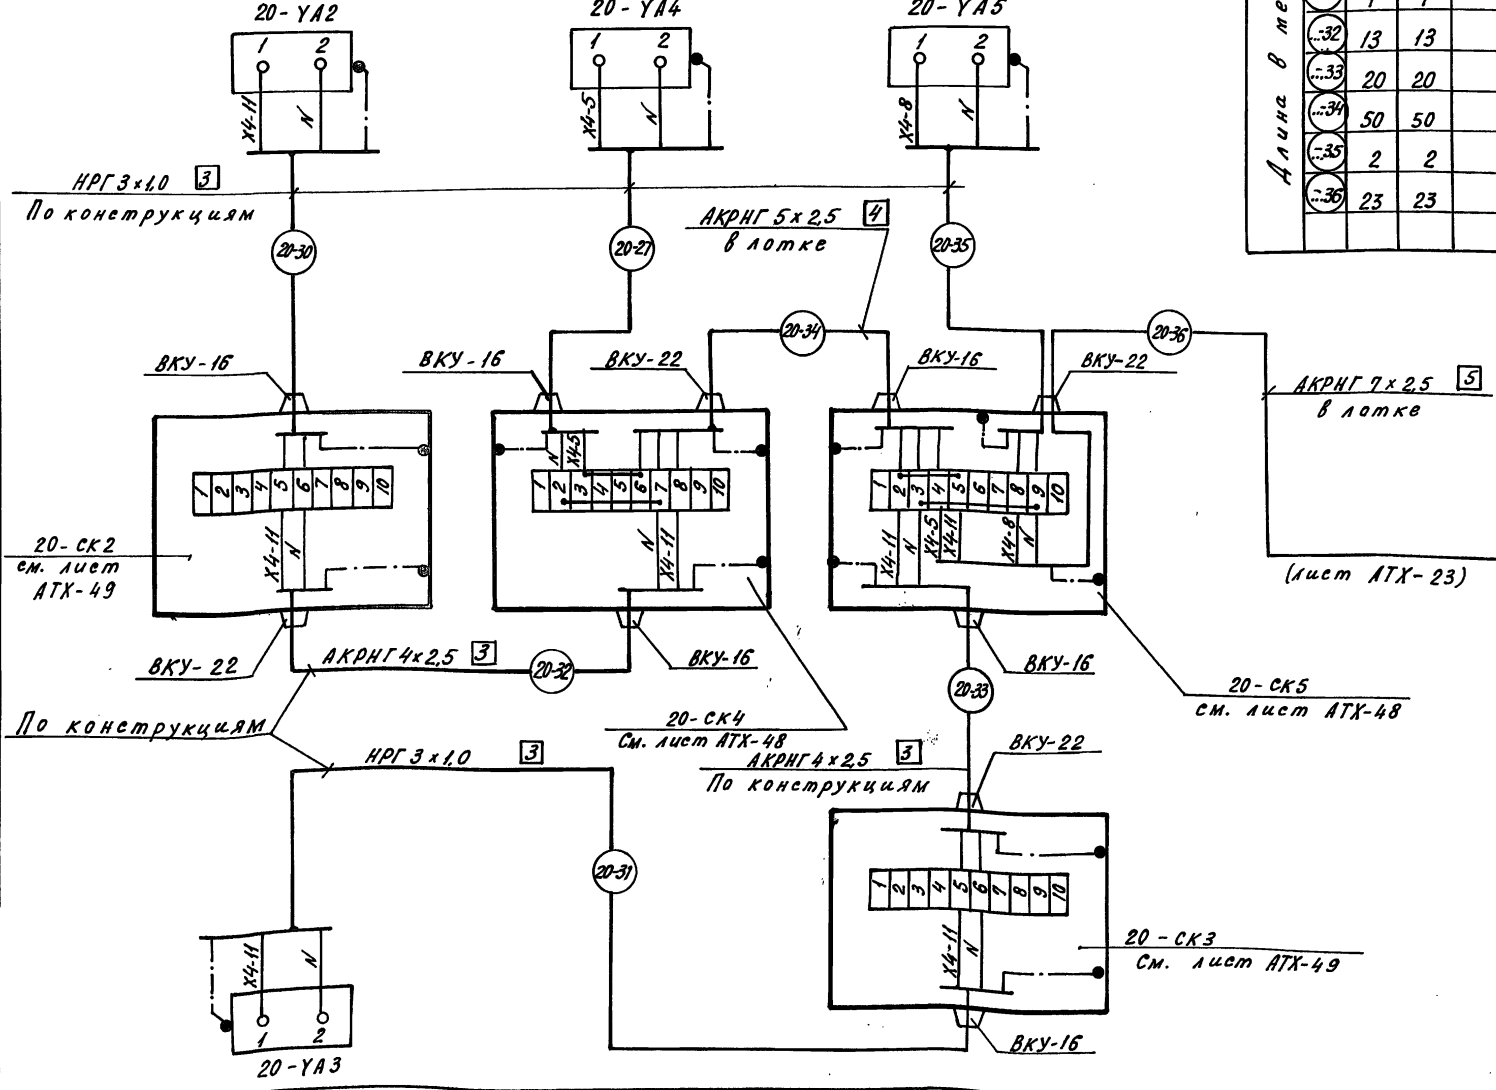 20-YA2
20-YA4
20-YA5
1 2
1 2
1 2
X4-11
N
X4-5
N
X4-8
N
Длина в ме
...-32 13 13
...-33 20 20
...-34 50 50
...-35 2 2
...-36 23 23
НРГ 3×1,0 3
По конструкциям
АКРНГ 5×2,5 4
в лотке
20-30
20-27
20-35
20-34
20-36
ВКУ-16
ВКУ-16
ВКУ-22
ВКУ-16
ВКУ-22
АКРНГ 7×2,5 5
в лотке
N
X4-5
1 2 3 4 5 6 7 8 9 10
1 2 3 4 5 6 7 8 9 10
1 2 3 4 5 6 7 8 9 10
X4-11
N
N
X4-11
X4-11
N
X4-5
X4-11
X4-8
N
20-СК2
см. лист
АТХ-49
(лист АТХ-23)
ВКУ-22
АКРНГ 4×2,5 3
20-32
ВКУ-16
ВКУ-16
20-33
20-СК5
см. лист АТХ-48
По конструкциям
20-СК4
См. лист АТХ-48
НРГ 3×1,0 3
АКРНГ 4×2,5 3
По конструкциям
ВКУ-22
20-31
1 2 3 4 5 6 7 8 9 10
X4-11
N
X4-11
N
20-СК3
См. лист АТХ-49
1 2
ВКУ-16
20-YA3